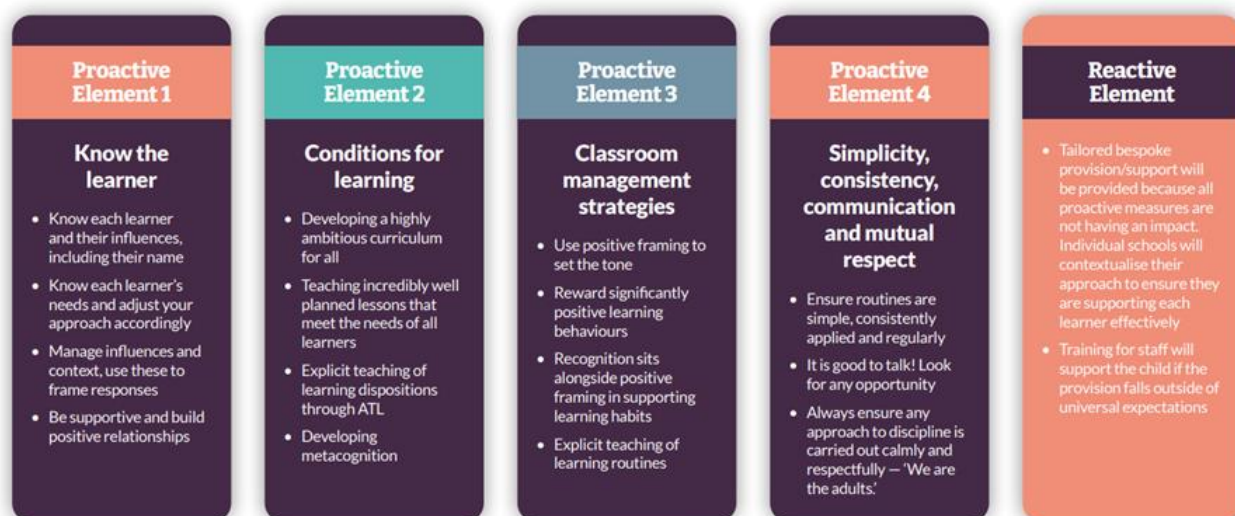 Proactive
Element 1
Know the
learner
• Know each learner
and their influences,
including their name
• Know each learner's
needs and adjust your
approach accordingly
• Manage influences and
context, use these to
frame responses
• Be supportive and build
positive relationships
Proactive
Element 2
Conditions for
learning
• Developing a highly
ambitious curriculum
for all
• Teaching incredibly well
planned lessons that
meet the needs of all
learners
• Explicit teaching of
learning dispositions
through ATL
• Developing
metacognition
Proactive
Element 3
Classroom
management
strategies
• Use positive framing to
set the tone
• Reward significantly
positive learning
behaviours
• Recognition sits
alongside positive
framing in supporting
learning habits
• Explicit teaching of
learning routines
Proactive
Element 4
Simplicity,
consistency,
communication
and mutual
respect
• Ensure routines are
simple, consistently
applied and regularly
• It is good to talk! Look
for any opportunity
• Always ensure any
approach to discipline is
carried out calmly and
respectfully — ‘We are
the adults.’
Reactive
Element
• Tailored bespoke
provision/support will
be provided because all
proactive measures are
not having an impact.
Individual schools will
contextualise their
approach to ensure they
are supporting each
learner effectively
• Training for staff will
support the child if the
provision falls outside of
universal expectations